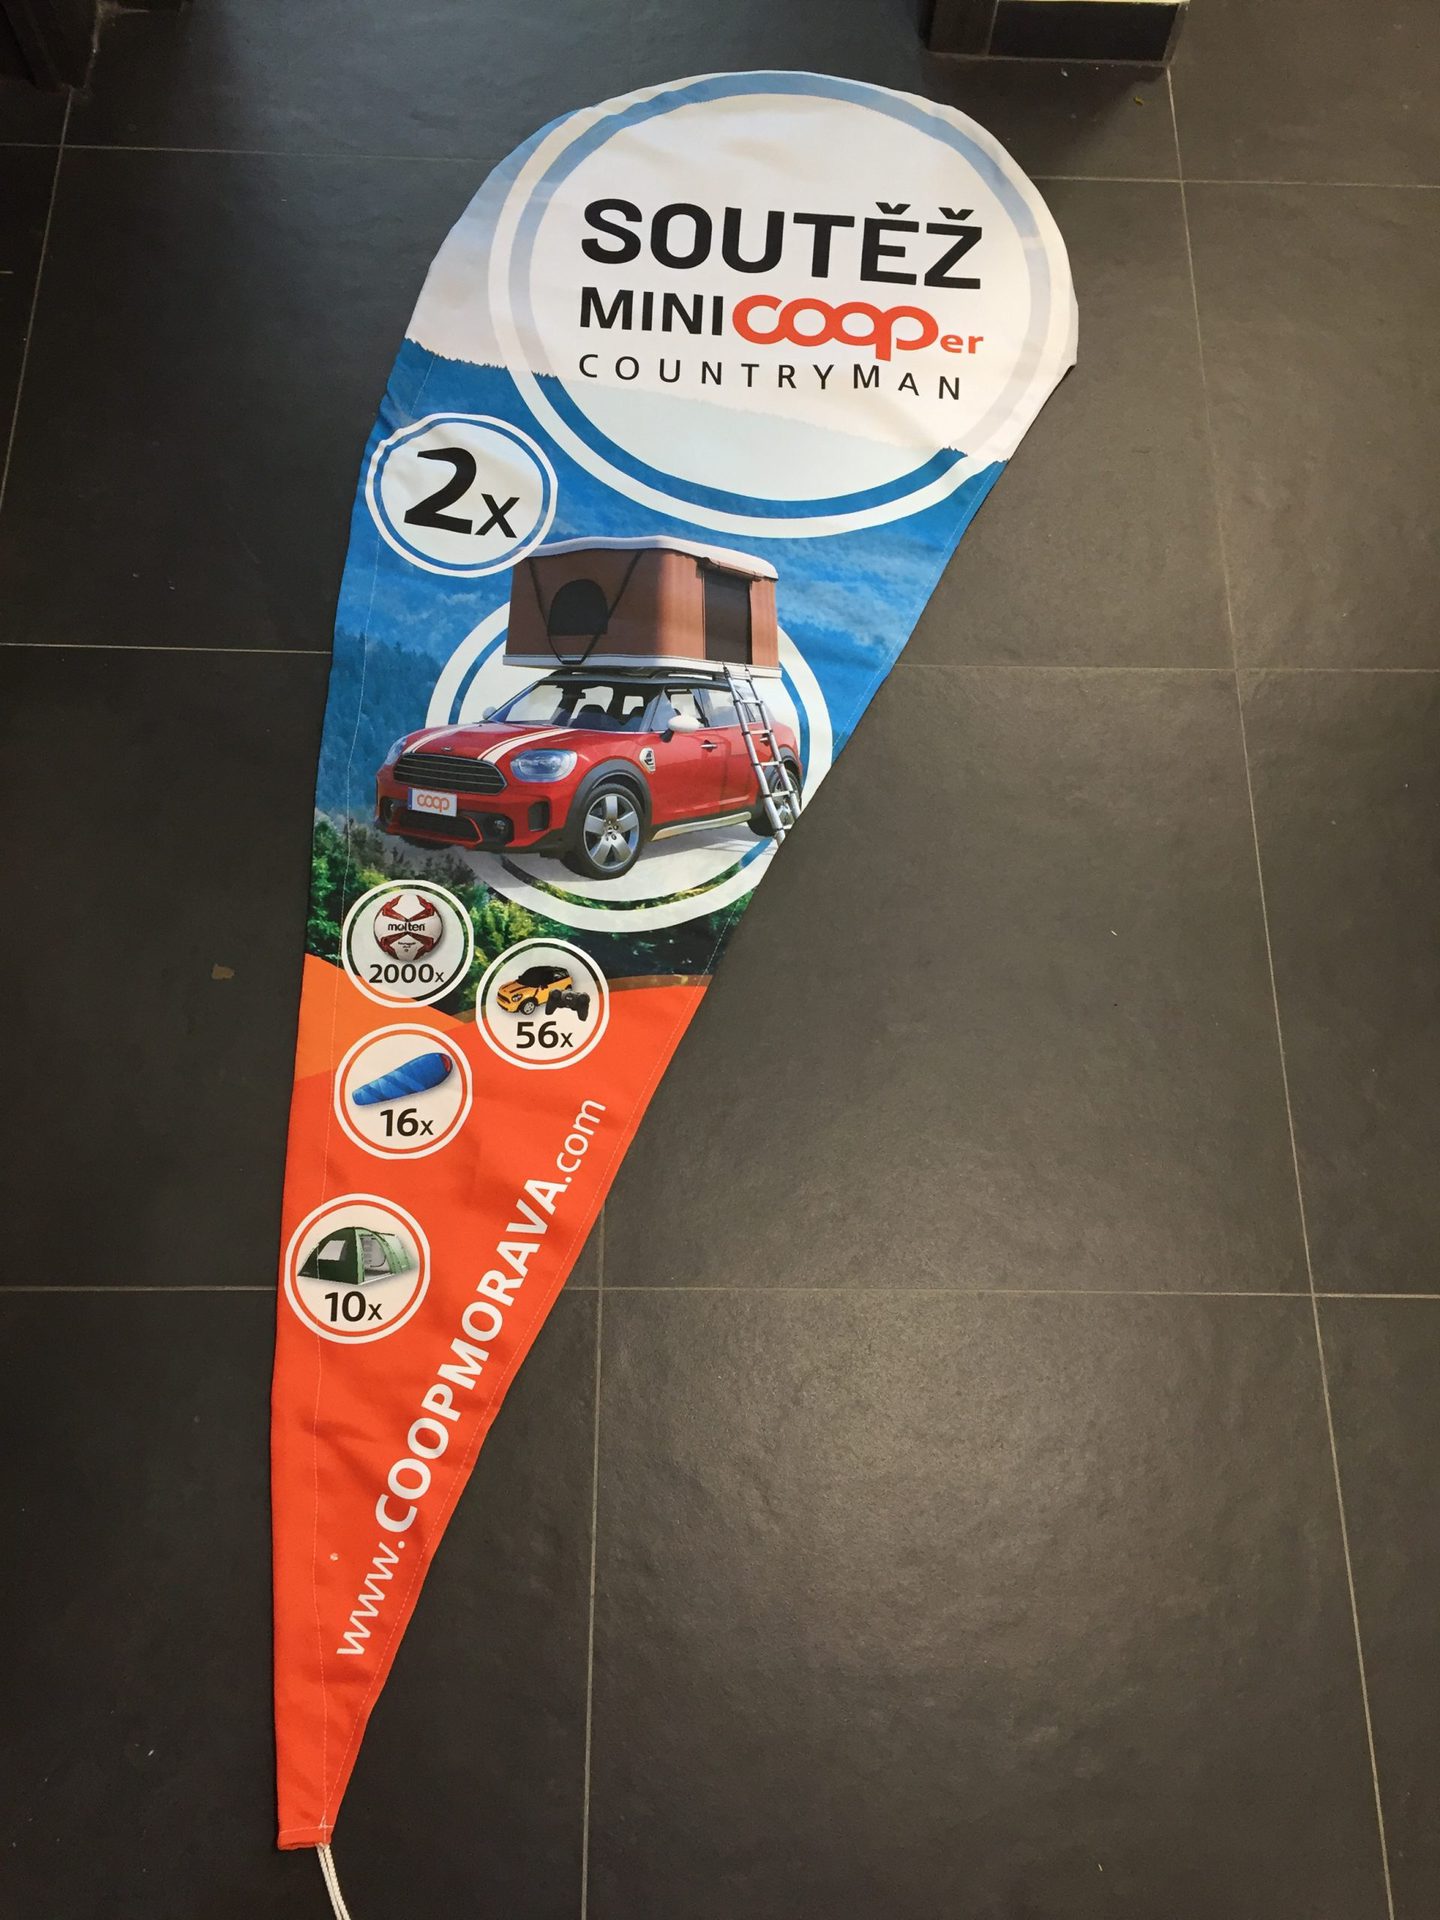 SOUTĚŽ
MINI COOPer
COUNTRYMAN
2x
coop
molten
2000x
56x
16x
10x
www.COOPMORAVA.com